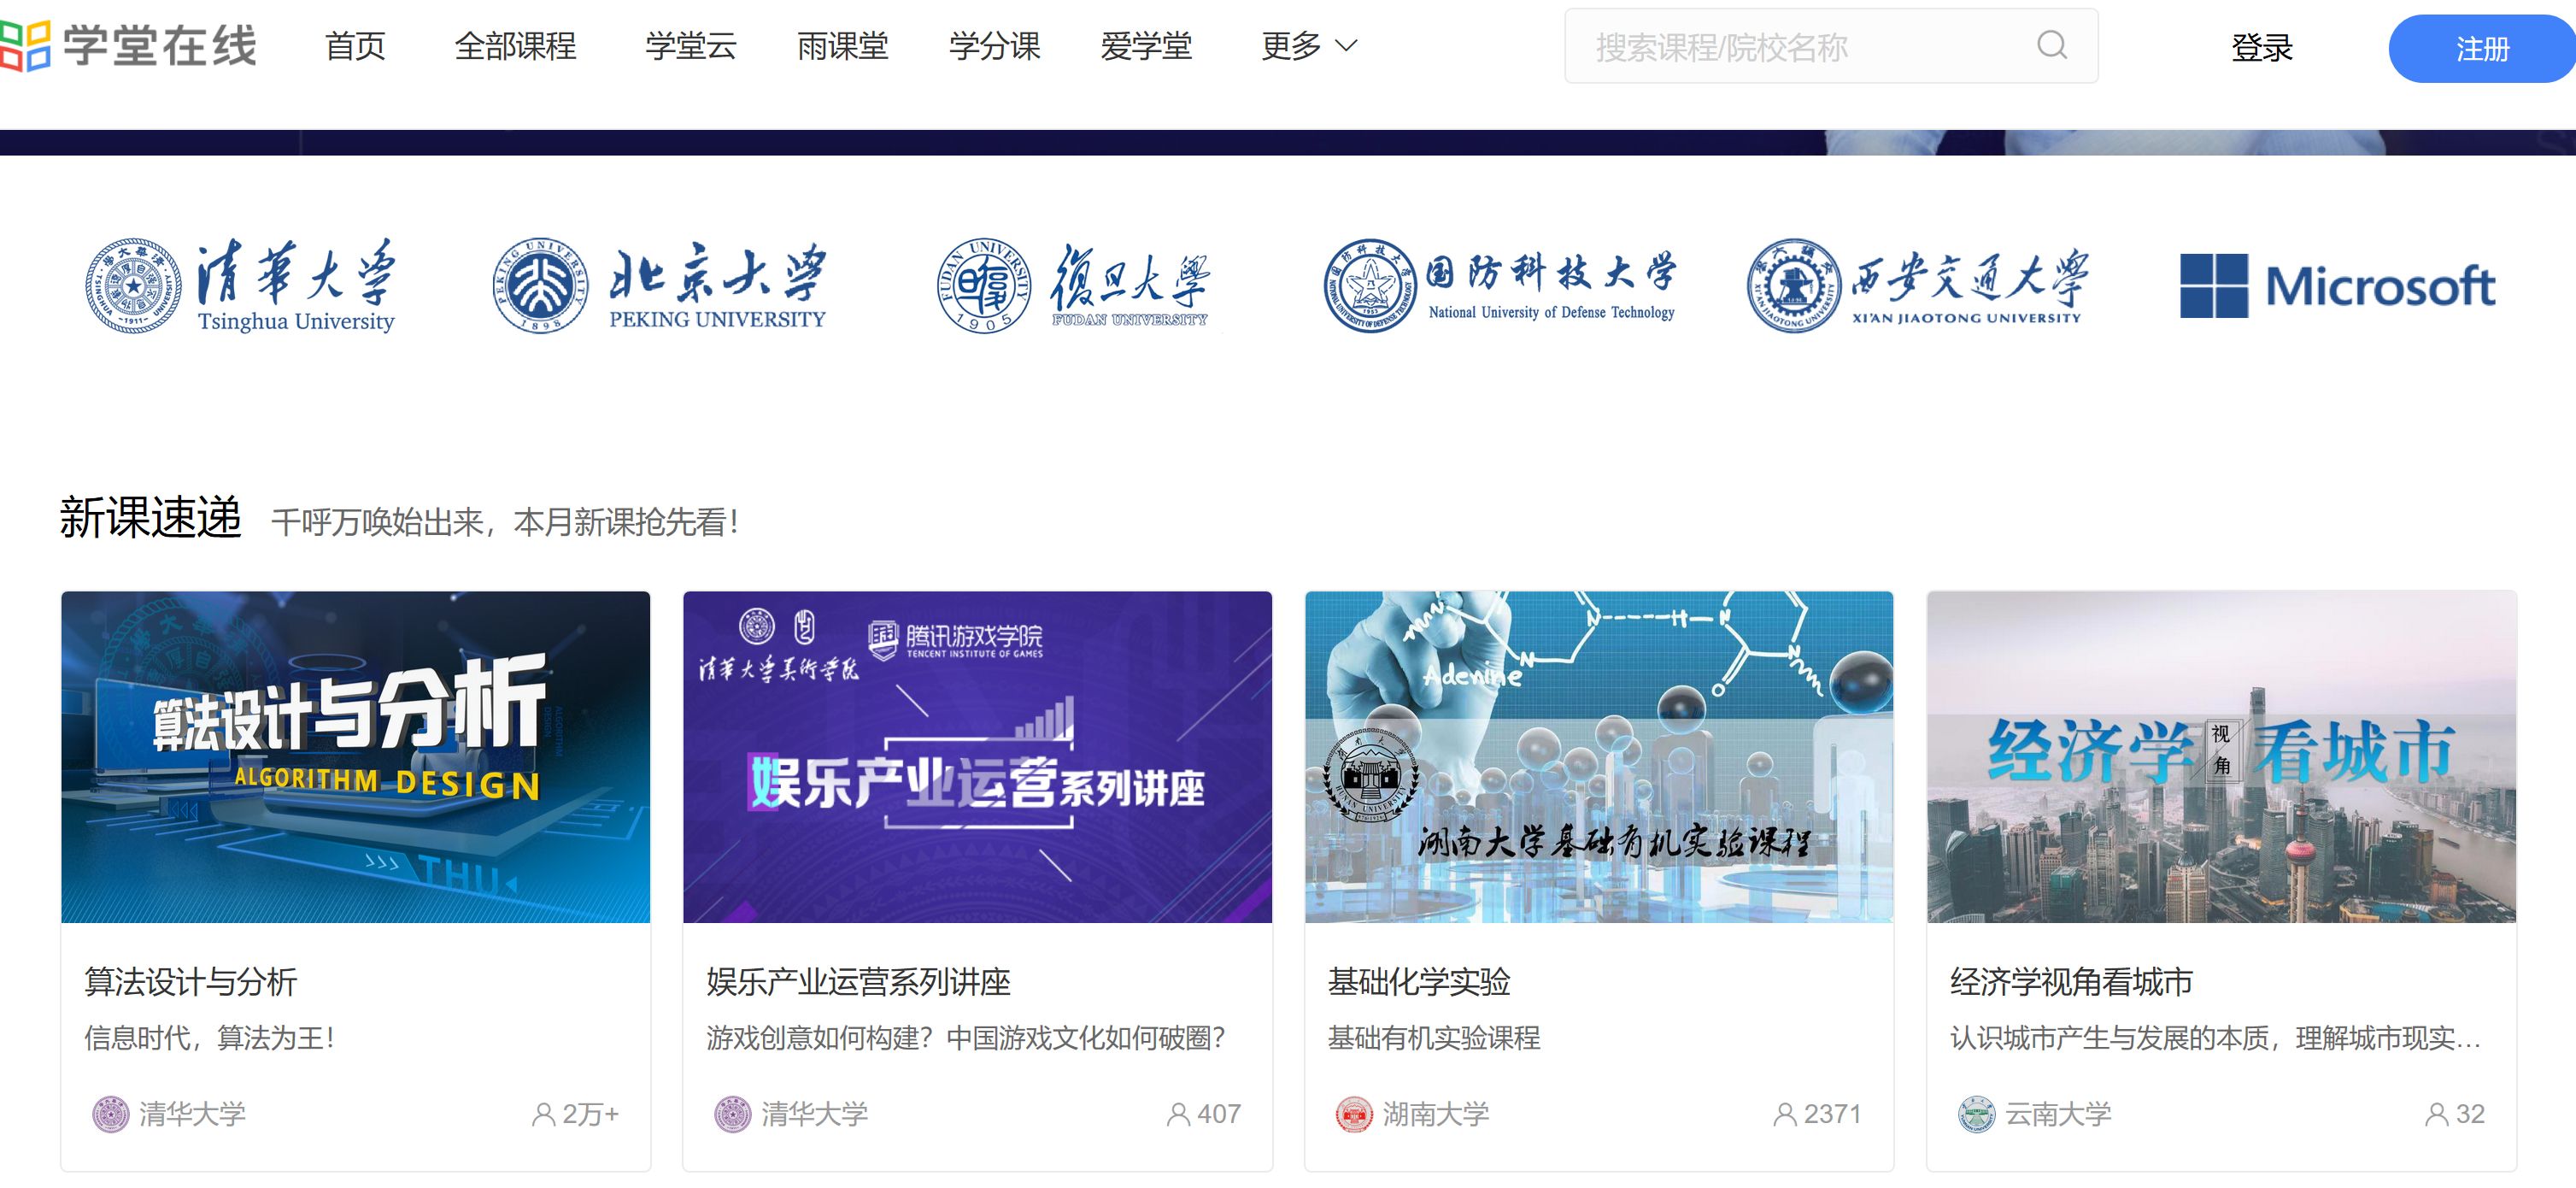 学堂在线 首页 全部课程 学堂云 雨课堂 学分课 爱学堂 更多 搜索课程/院校名称 登录 注册
清華大学 北京大学 復旦大學 国防科技大学 西安交通大学 Microsoft
Tsinghua University PEKING UNIVERSITY FUDAN UNIVERSITY National University of Defense Technology XI'AN JIAOTONG UNIVERSITY
新课速递 千呼万唤始出来，本月新课抢先看！
算法设计与分析
ALGORITHM DESIGN
THU
清華大学美術学院 腾讯游戏学院
TENCENT INSTITUTE OF GAMES
娱乐产业运营系列讲座
Adenine
湖南大学基础有机实验课程
经济学视角看城市
算法设计与分析 娱乐产业运营系列讲座 基础化学实验 经济学视角看城市
信息时代，算法为王！ 游戏创意如何构建？中国游戏文化如何破圈？ 基础有机实验课程 认识城市产生与发展的本质，理解城市现实...
清华大学 2万+ 清华大学 407 湖南大学 2371 云南大学 32